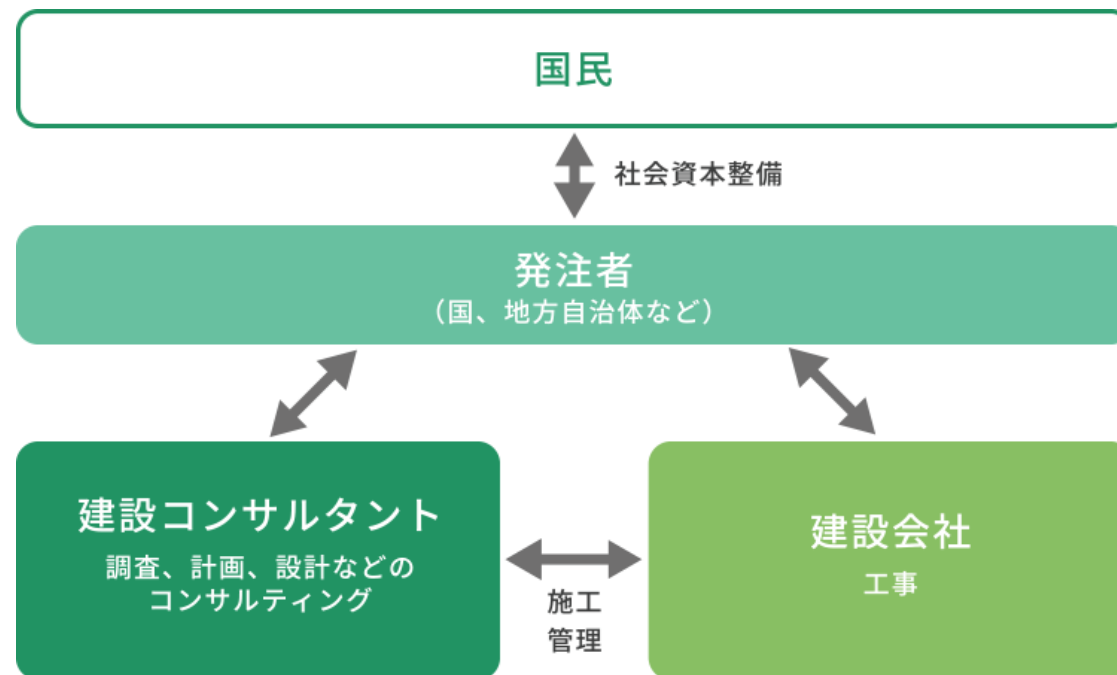 国民
社会資本整備
発注者
（国、地方自治体など）
建設コンサルタント
調査、計画、設計などの
コンサルティング
施工
管理
建設会社
工事